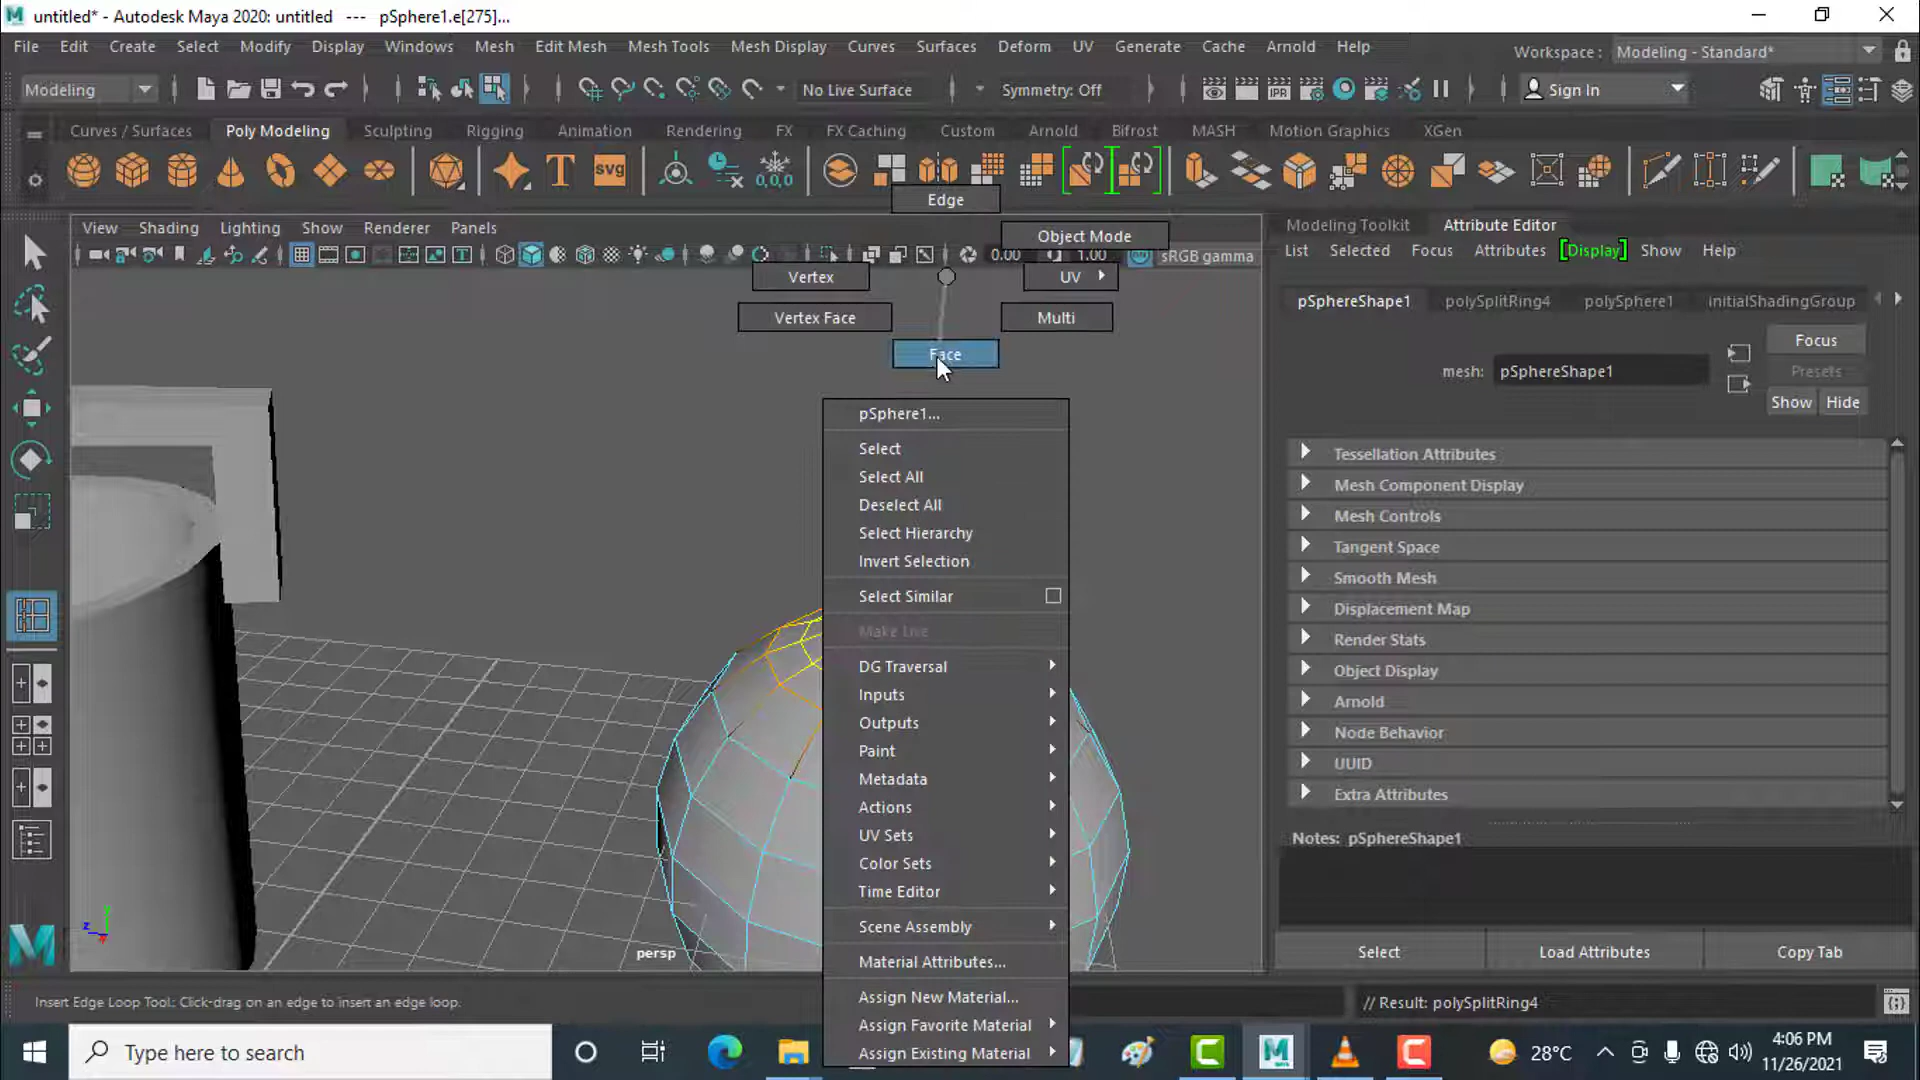 untitled* - Autodesk Maya 2020: untitled --- pSphere1.e[275]...
File Edit Create Select Modify Display Windows Mesh Edit Mesh Mesh Tools Mesh Display Curves Surfaces Deform UV Generate Cache Arnold Help
Workspace : Modeling - Standard*
Modeling No Live Surface Symmetry: Off Sign In
Curves / Surfaces Poly Modeling Sculpting Rigging Animation Rendering FX FX Caching Custom Arnold Bifrost MASH Motion Graphics XGen
IPR
T svg 0,0,0
Edge
View Shading Lighting Show Renderer Panels
Object Mode
0.00 1.00 sRGB gamma
Vertex UV
Vertex Face Multi
Face
pSphere1...
Select
Select All
Deselect All
Select Hierarchy
Invert Selection
Select Similar
Make Live
DG Traversal
Inputs
Outputs
Paint
Metadata
Actions
UV Sets
Color Sets
Time Editor
Scene Assembly
Material Attributes...
Assign New Material...
Assign Favorite Material
Assign Existing Material
z
persp
Modeling Toolkit Attribute Editor
List Selected Focus Attributes Display Show Help
pSphereShape1 polySplitRing4 polySphere1 initialShadingGroup
mesh: pSphereShape1
Focus
Presets
Show Hide
Tessellation Attributes
Mesh Component Display
Mesh Controls
Tangent Space
Smooth Mesh
Displacement Map
Render Stats
Object Display
Arnold
Node Behavior
UUID
Extra Attributes
Notes: pSphereShape1
Select Load Attributes Copy Tab
Insert Edge Loop Tool: Click-drag on an edge to insert an edge loop.
// Result: polySplitRing4
Type here to search
28°C
4:06 PM
11/26/2021